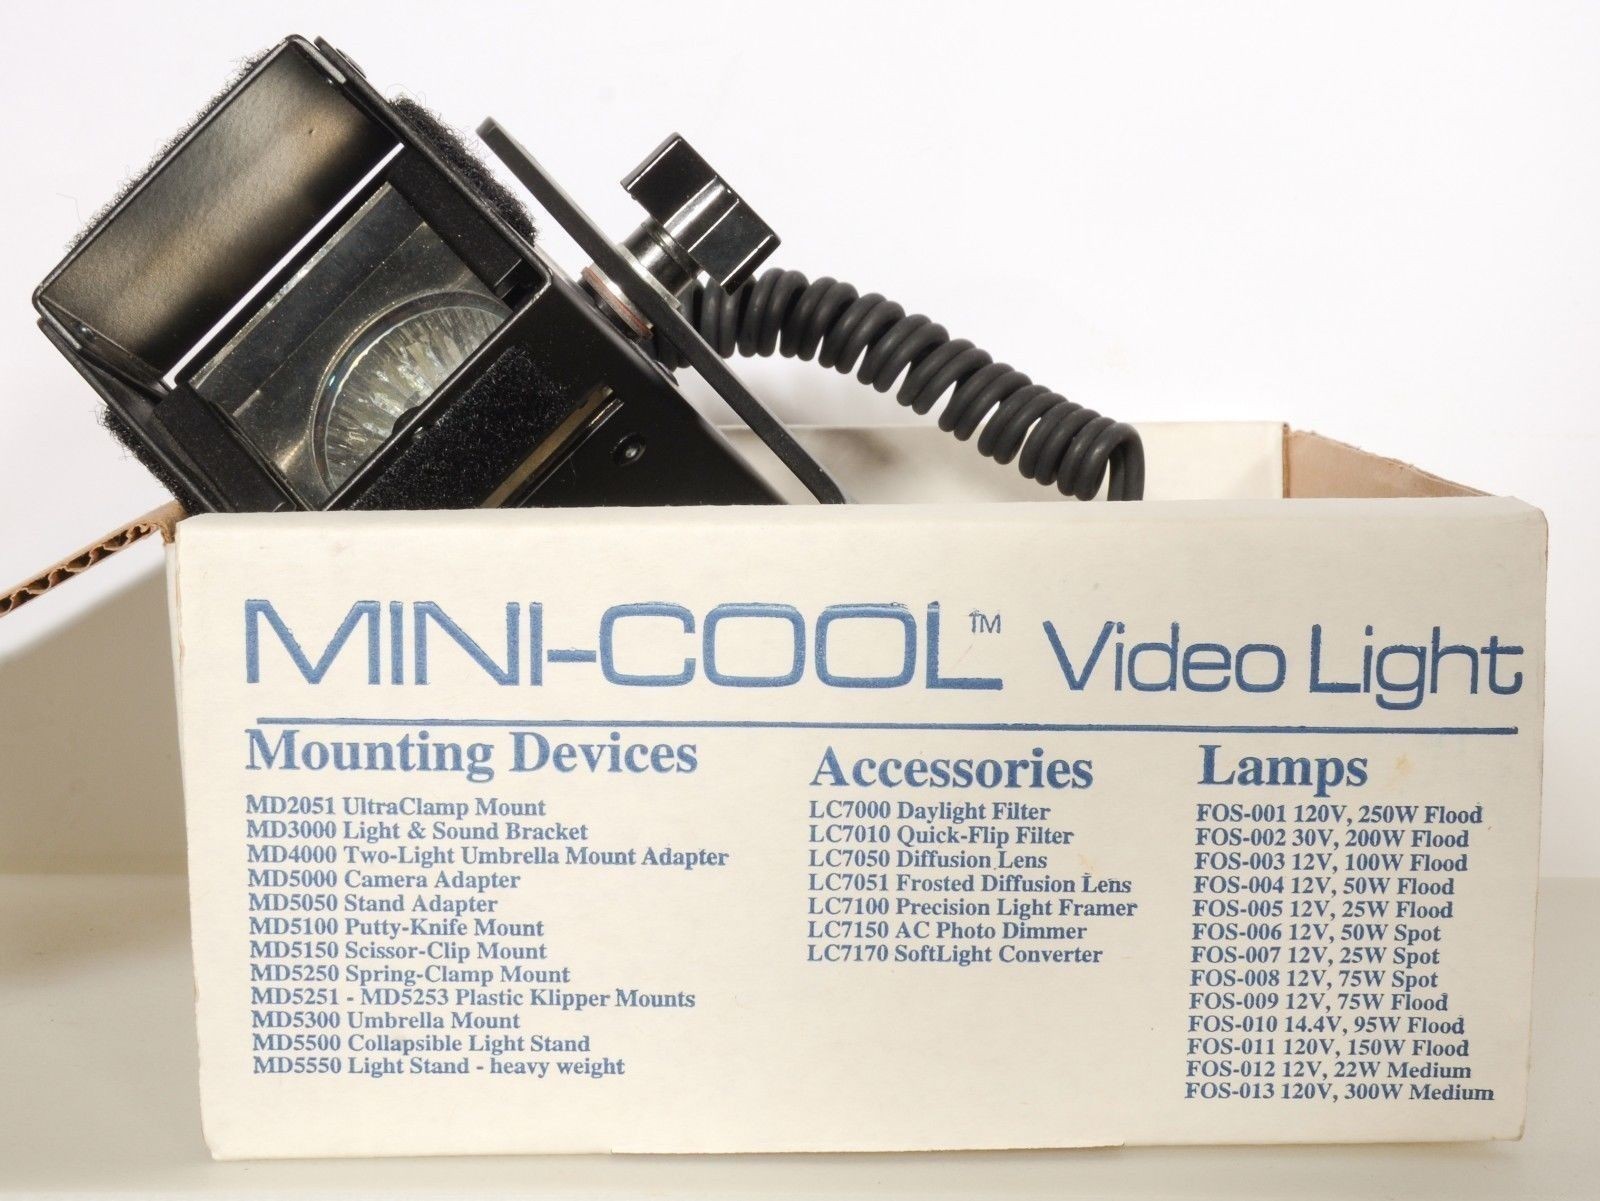 MINI-COOL™ Video Light
Mounting Devices
MD2051 UltraClamp Mount
MD3000 Light & Sound Bracket
MD4000 Two-Light Umbrella Mount Adapter
MD5000 Camera Adapter
MD5050 Stand Adapter
MD5100 Putty-Knife Mount
MD5150 Scissor-Clip Mount
MD5250 Spring-Clamp Mount
MD5251 - MD5253 Plastic Klipper Mounts
MD5300 Umbrella Mount
MD5500 Collapsible Light Stand
MD5550 Light Stand - heavy weight
Accessories
LC7000 Daylight Filter
LC7010 Quick-Flip Filter
LC7050 Diffusion Lens
LC7051 Frosted Diffusion Lens
LC7100 Precision Light Framer
LC7150 AC Photo Dimmer
LC7170 SoftLight Converter
Lamps
FOS-001 120V, 250W Flood
FOS-002 30V, 200W Flood
FOS-003 12V, 100W Flood
FOS-004 12V, 50W Flood
FOS-005 12V, 25W Flood
FOS-006 12V, 50W Spot
FOS-007 12V, 25W Spot
FOS-008 12V, 75W Spot
FOS-009 12V, 75W Flood
FOS-010 14.4V, 95W Flood
FOS-011 120V, 150W Flood
FOS-012 12V, 22W Medium
FOS-013 120V, 300W Medium